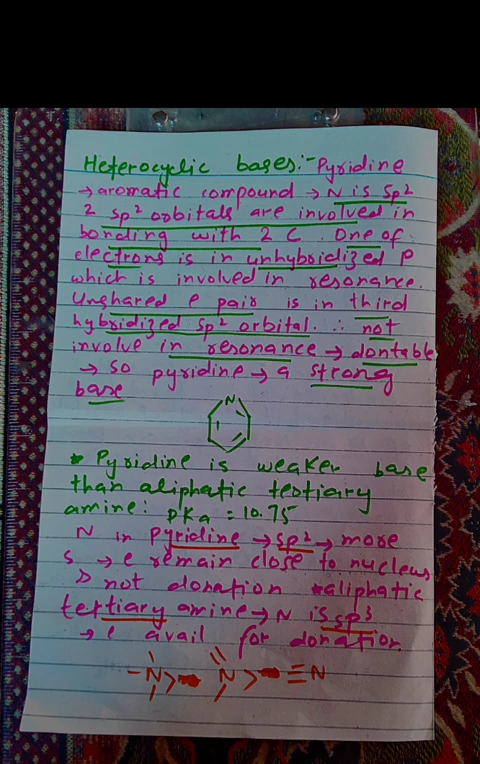 Heterocyclic bases:- Pyridine
→ aromatic compound → N is sp2
2 sp2 orbitals are involved in
bonding with 2 C. One of
electrons is in unhybridized P
which is involved in resonance.
Unshared e pair is in third
hybridized sp2 orbital. ∴ not
involve in resonance → dontable
→ so pyridine → a strong
base
N
* Pyridine is weaker base
than aliphatic testiary
amine: pKa = 10.75
N in pyridine → sp2 → more
s → e remain close to nucleus
not donation *aliphatic
tertiary amine → N is sp3
→ e avail for donation
-N- > =N > ≡N